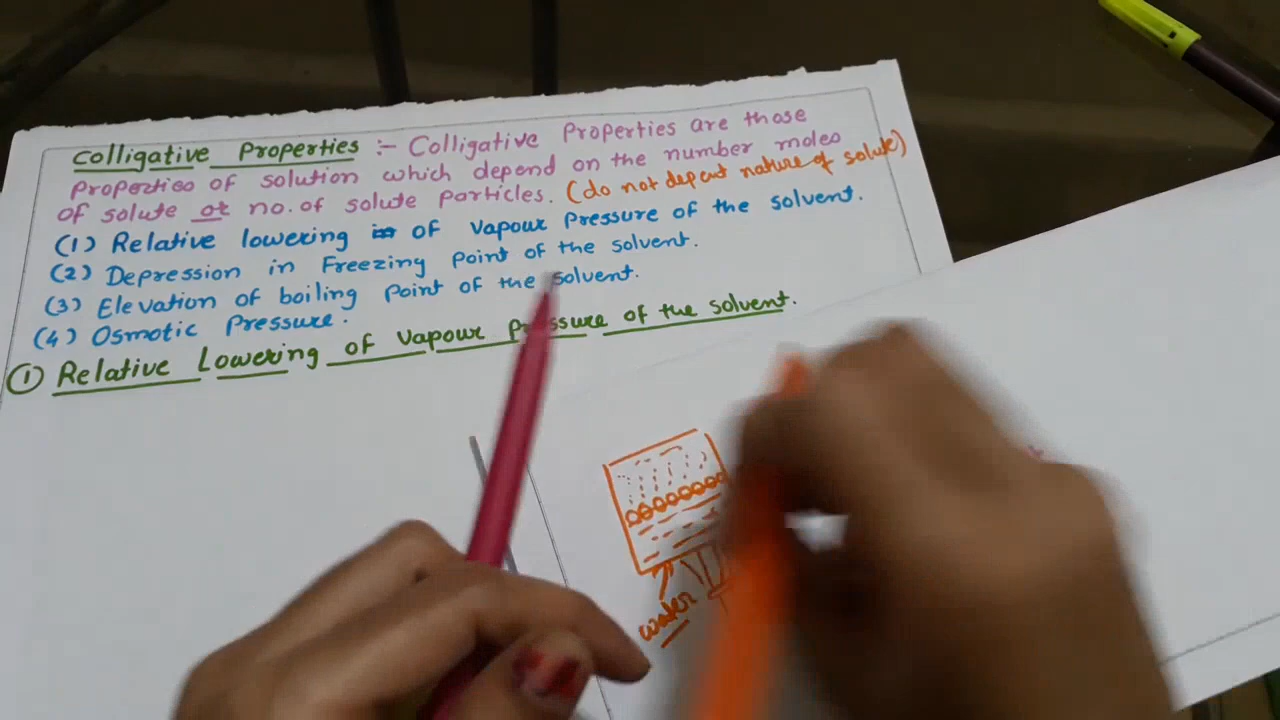 Colligative Properties :- Colligative Properties are those
Properties of solution which depend on the number moles
of solute or no. of solute particles. (do not depend nature of solute)
(1) Relative lowering of Vapour Pressure of the solvent.
(2) Depression in Freezing Point of the solvent.
(3) Elevation of boiling Point of the solvent.
(4) Osmotic Pressure.
① Relative Lowering of Vapour Pressure of the solvent.
water